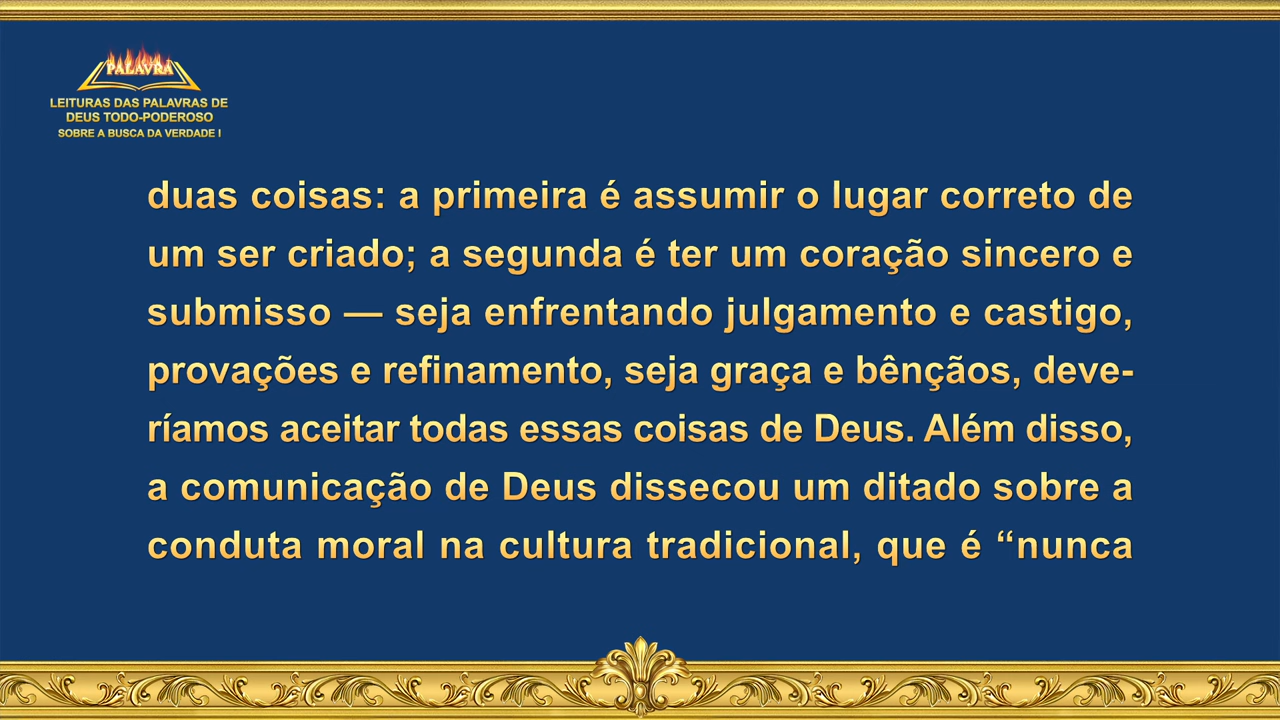 PALAVRA
LEITURAS DAS PALAVRAS DE
DEUS TODO-PODEROSO
SOBRE A BUSCA DA VERDADE I
duas coisas: a primeira é assumir o lugar correto de
um ser criado; a segunda é ter um coração sincero e
submisso — seja enfrentando julgamento e castigo,
provações e refinamento, seja graça e bênçãos, deve-
ríamos aceitar todas essas coisas de Deus. Além disso,
a comunicação de Deus dissecou um ditado sobre a
conduta moral na cultura tradicional, que é “nunca